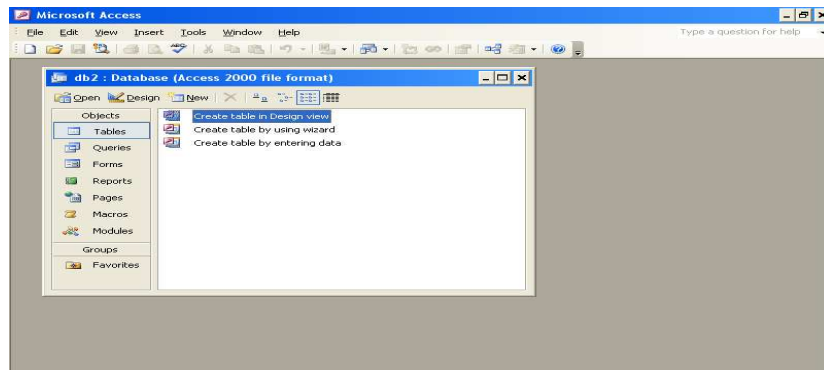 Microsoft Access
File Edit View Insert Tools Window Help Type a question for help
db2 : Database (Access 2000 file format)
Open Design New
Objects
Tables
Queries
Forms
Reports
Pages
Macros
Modules
Groups
Favorites
Create table in Design view
Create table by using wizard
Create table by entering data